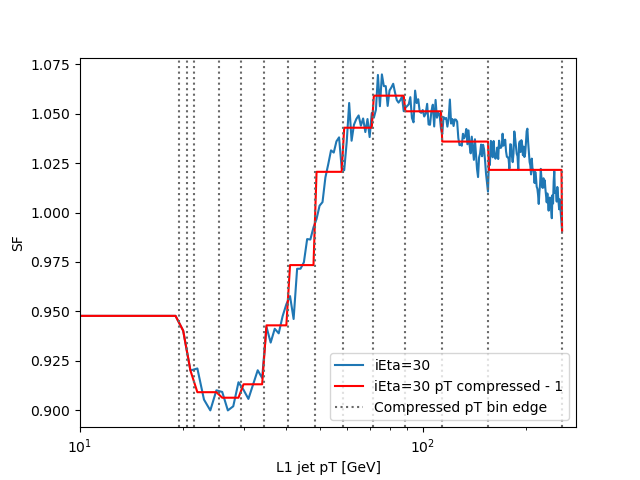 1.075
1.050
1.025
1.000
0.975
0.950
0.925
0.900
SF
10¹
10²
L1 jet pT [GeV]
iEta=30
iEta=30 pT compressed - 1
Compressed pT bin edge